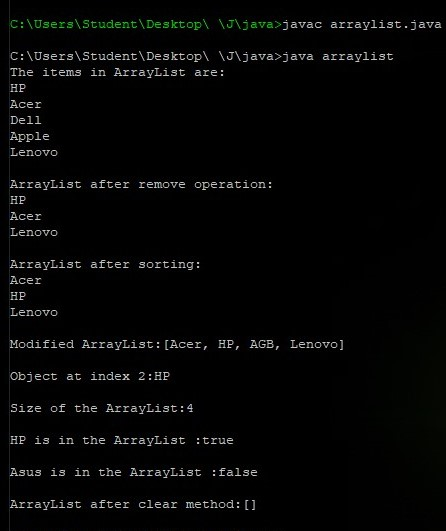 C:\Users\Student\Desktop\ \J\java>javac arraylist.java
C:\Users\Student\Desktop\ \J\java>java arraylist
The items in ArrayList are:
HP
Acer
Dell
Apple
Lenovo
ArrayList after remove operation:
HP
Acer
Lenovo
ArrayList after sorting:
Acer
HP
Lenovo
Modified ArrayList:[Acer, HP, AGB, Lenovo]
Object at index 2:HP
Size of the ArrayList:4
HP is in the ArrayList :true
Asus is in the ArrayList :false
ArrayList after clear method:[]